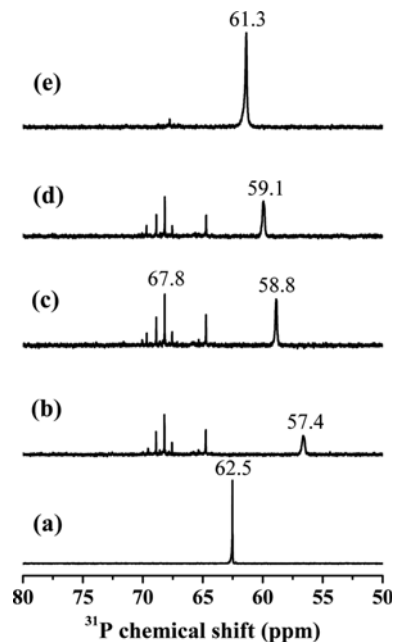 61.3
(e)
(d)
59.1
67.8
58.8
(c)
57.4
(b)
62.5
(a)
80 75 70 65 60 55 50
³¹P chemical shift (ppm)